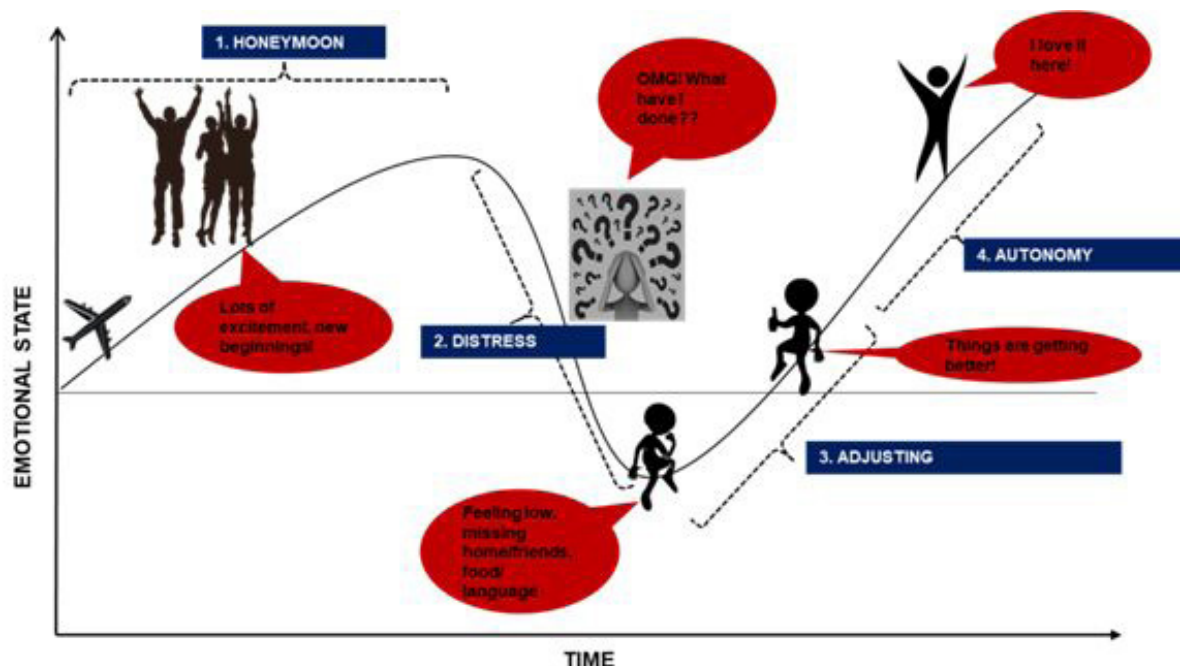 1. HONEYMOON
I love it
here!
OMG! What
have I
done??
4. AUTONOMY
Lots of
excitement, new
beginnings!
2. DISTRESS
Things are getting
better!
3. ADJUSTING
Feeling low,
missing
home/friends,
food/
language
EMOTIONAL STATE
TIME